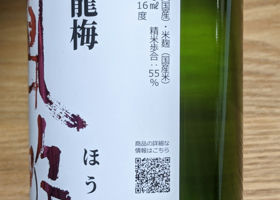 (国産)・米麹(国産米)
㎖ 精米歩合:55%
16度
龍梅
ほう
商品の詳細な
情報はこちら